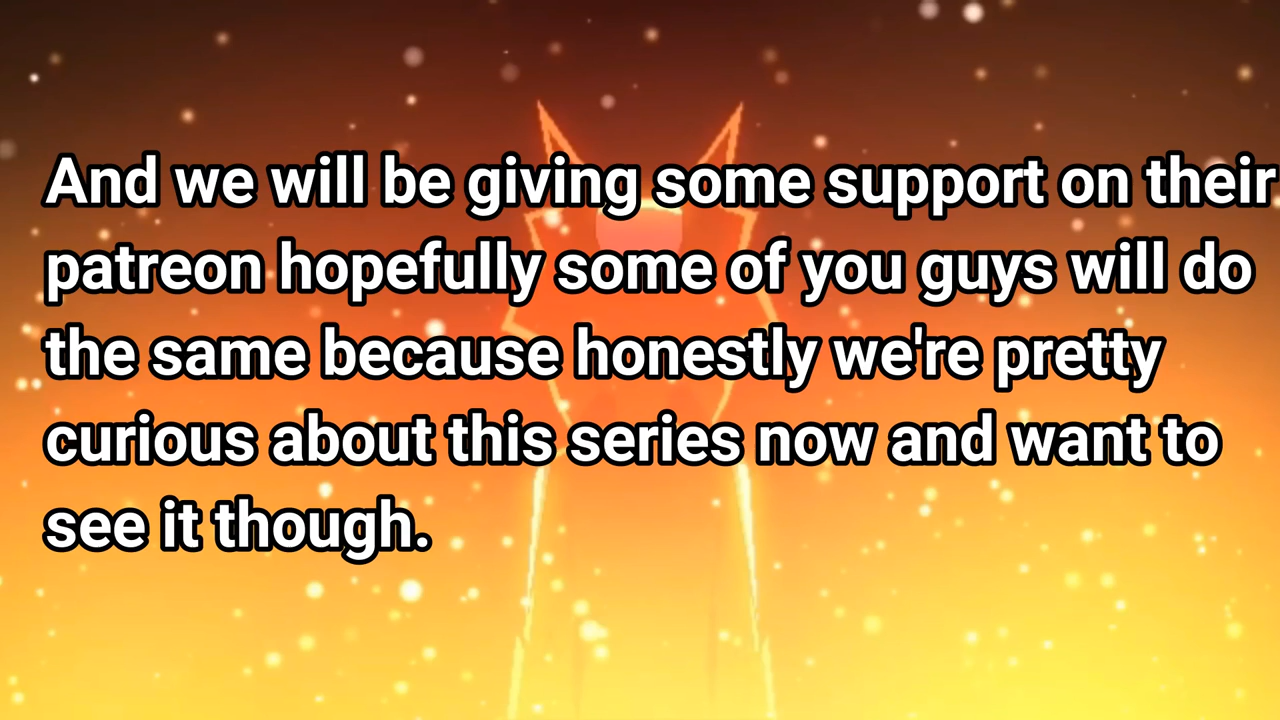 And we will be giving some support on their
patreon hopefully some of you guys will do
the same because honestly we're pretty
curious about this series now and want to
see it though.